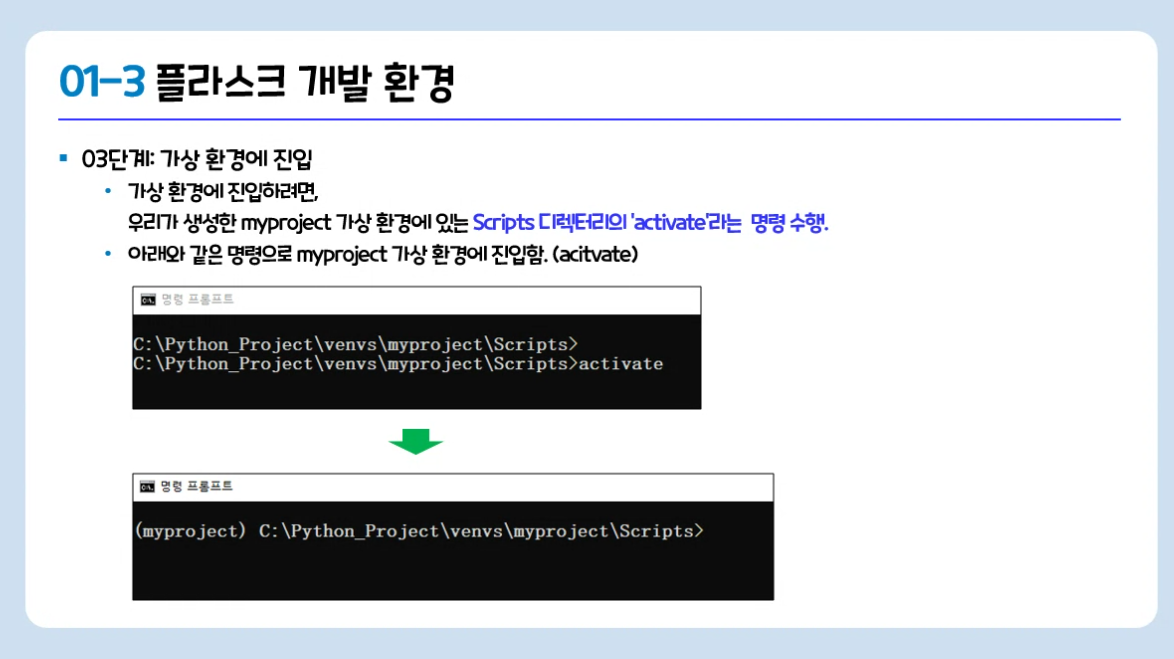 01-3 플라스크 개발 환경
03단계: 가상 환경에 진입
가상 환경에 진입하려면,
우리가 생성한 myproject 가상 환경에 있는 Scripts 디렉터리의 'activate'라는 명령 수행.
아래와 같은 명령으로 myproject 가상 환경에 진입함. (acitvate)
명령 프롬프트
C:\Python_Project\venvs\myproject\Scripts>
C:\Python_Project\venvs\myproject\Scripts>activate
명령 프롬프트
(myproject) C:\Python_Project\venvs\myproject\Scripts>